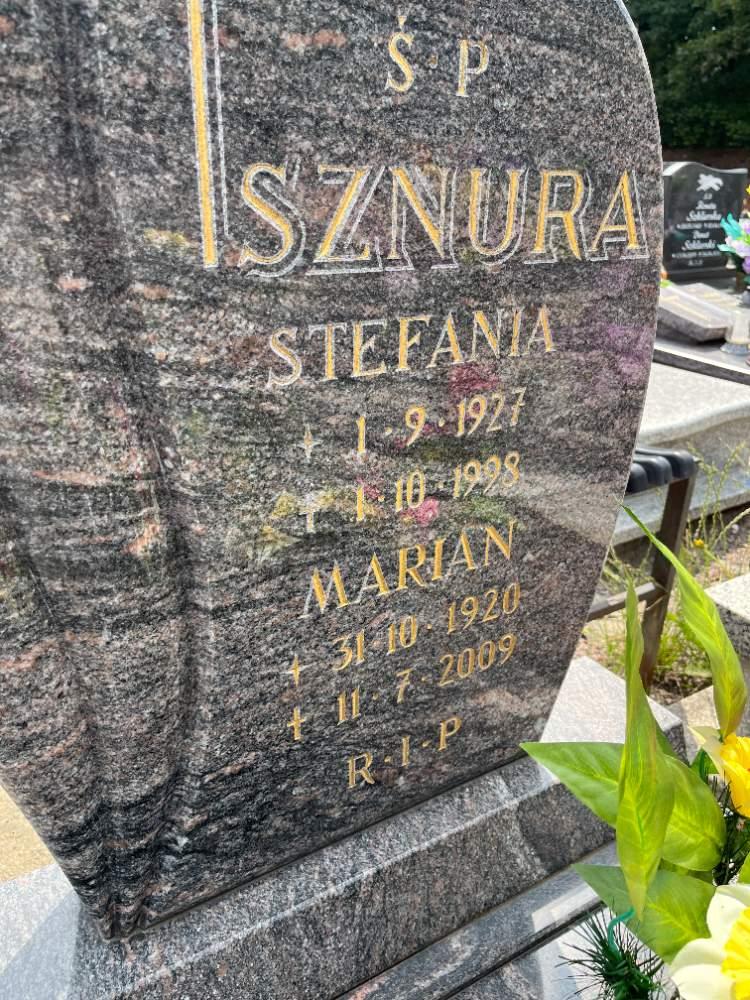 Ś·P
SZNURA
STEFANIA
1·9·1927
† 1·10·1998
MARIAN
31·10·1920
† 11·7·2009
R·I·P